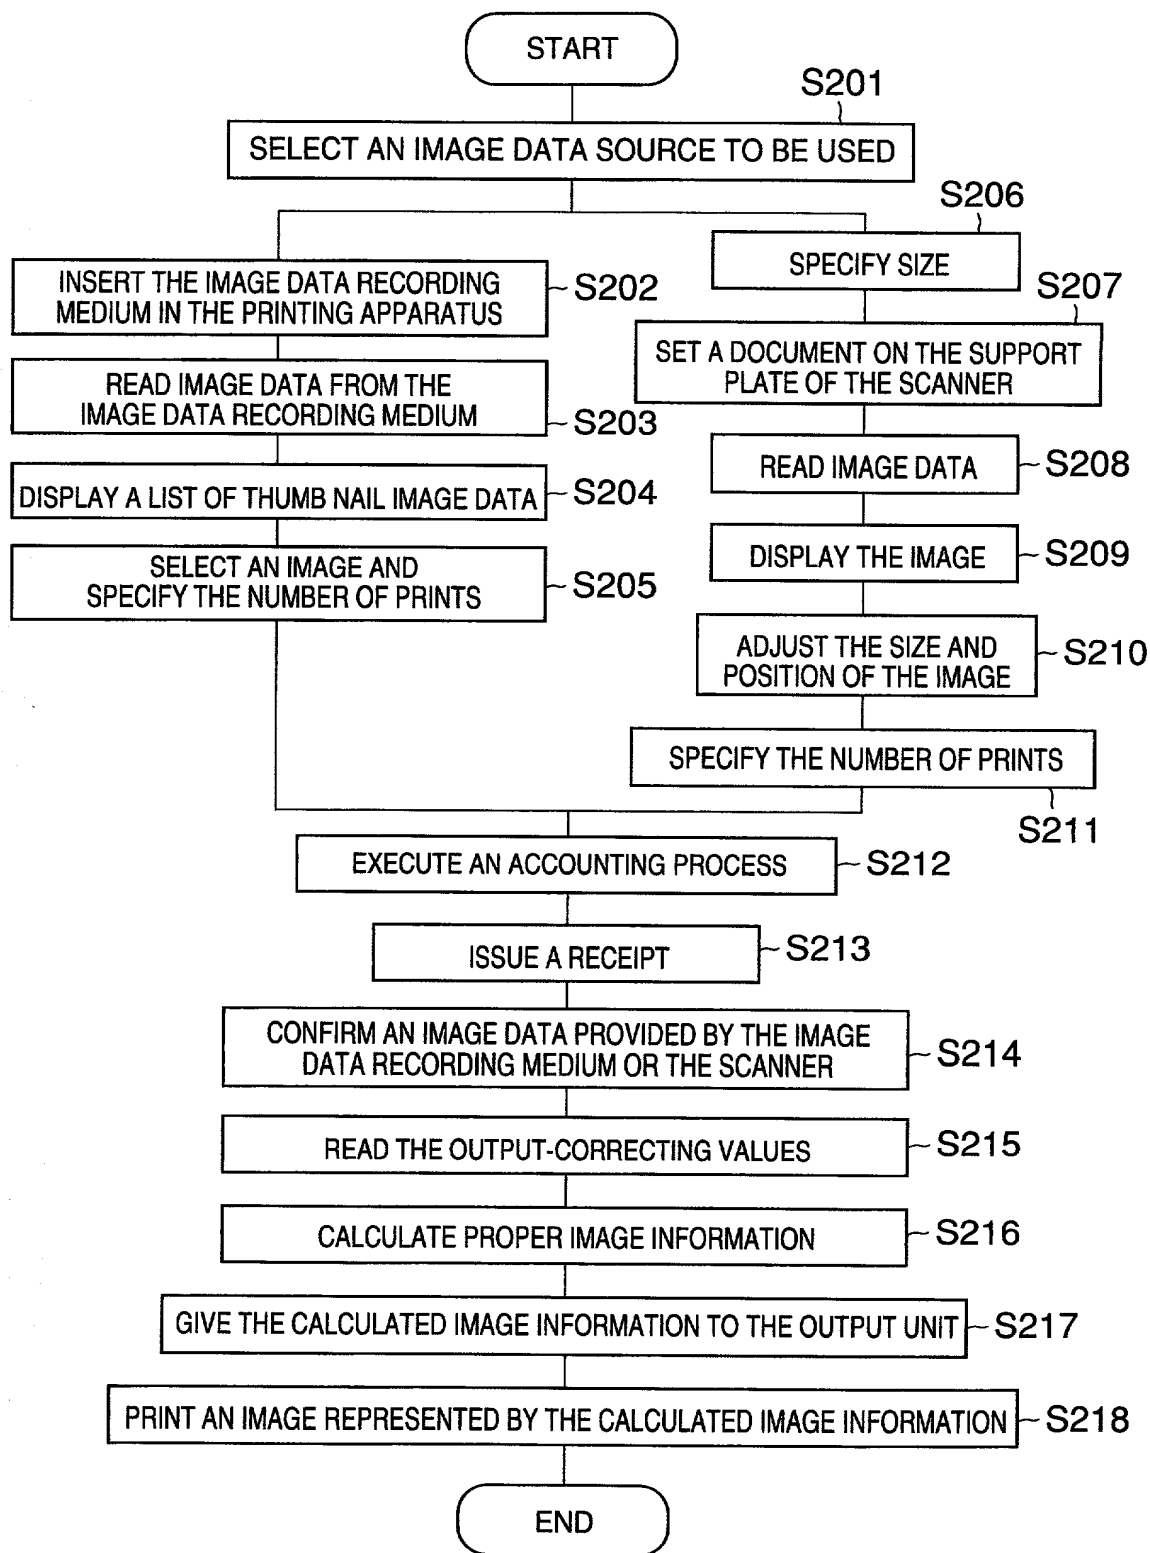 START
S201
SELECT AN IMAGE DATA SOURCE TO BE USED
INSERT THE IMAGE DATA RECORDING
MEDIUM IN THE PRINTING APPARATUS
S202
READ IMAGE DATA FROM THE
IMAGE DATA RECORDING MEDIUM
S203
DISPLAY A LIST OF THUMB NAIL IMAGE DATA
S204
SELECT AN IMAGE AND
SPECIFY THE NUMBER OF PRINTS
S205
S206
SPECIFY SIZE
S207
SET A DOCUMENT ON THE SUPPORT
PLATE OF THE SCANNER
READ IMAGE DATA
S208
DISPLAY THE IMAGE
S209
ADJUST THE SIZE AND
POSITION OF THE IMAGE
S210
SPECIFY THE NUMBER OF PRINTS
S211
EXECUTE AN ACCOUNTING PROCESS
S212
ISSUE A RECEIPT
S213
CONFIRM AN IMAGE DATA PROVIDED BY THE IMAGE
DATA RECORDING MEDIUM OR THE SCANNER
S214
READ THE OUTPUT-CORRECTING VALUES
S215
CALCULATE PROPER IMAGE INFORMATION
S216
GIVE THE CALCULATED IMAGE INFORMATION TO THE OUTPUT UNIT
S217
PRINT AN IMAGE REPRESENTED BY THE CALCULATED IMAGE INFORMATION
S218
END